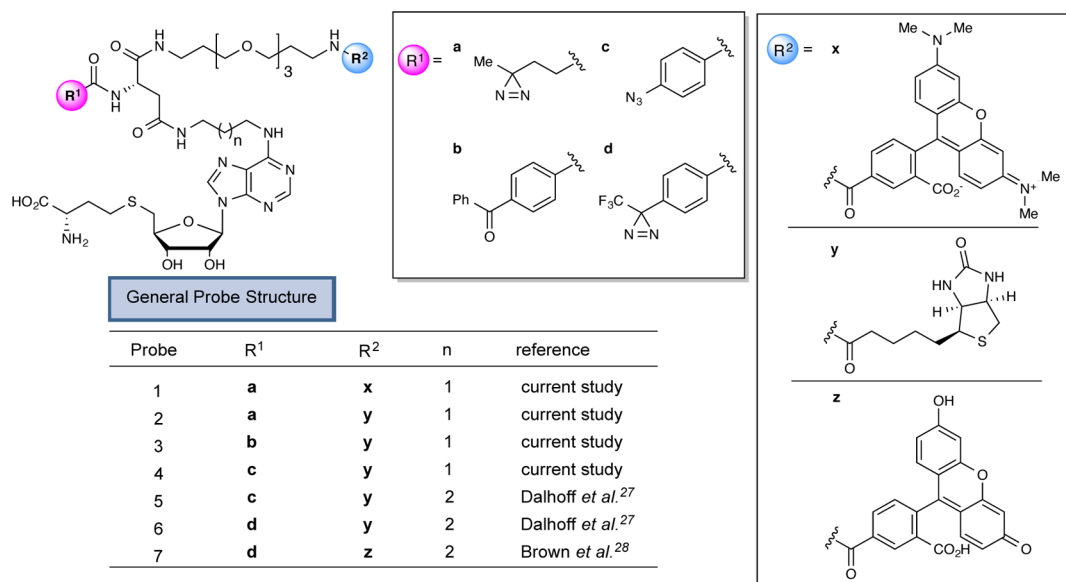 H
N
O
O
3
H
N
R²
O
O
R¹
N
H
O
N
H
n
NH
N
N
N
N
HO₂C
S
NH₂
O
OH
OH
General Probe Structure
R¹ =
a
Me
N=N
c
N₃
b
Ph
O
d
F₃C
N=N
R² =
x
Me
Me
N
O
CO₂⁻
N⁺
Me
Me
O
y
O
HN
NH
H
H
S
O
z
OH
O
CO₂H
O
O
Probe R¹ R² n reference
1 a x 1 current study
2 a y 1 current study
3 b y 1 current study
4 c y 1 current study
5 c y 2 Dalhoff et al.²⁷
6 d y 2 Dalhoff et al.²⁷
7 d z 2 Brown et al.²⁸